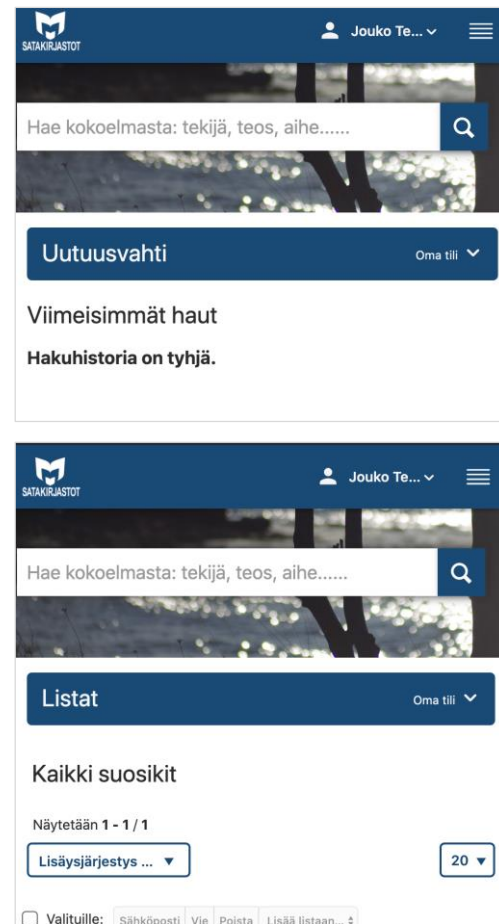 SATAKIRJASTOT
Jouko Te...
Hae kokoelmasta: tekijä, teos, aihe......
Uutuusvahti Oma tili
Viimeisimmät haut
Hakuhistoria on tyhjä.
SATAKIRJASTOT
Jouko Te...
Hae kokoelmasta: tekijä, teos, aihe......
Listat Oma tili
Kaikki suosikit
Näytetään 1 - 1 / 1
Lisäysjärjestys ... 20
Valituille: Sähköposti Vie Poista Lisää listaan...